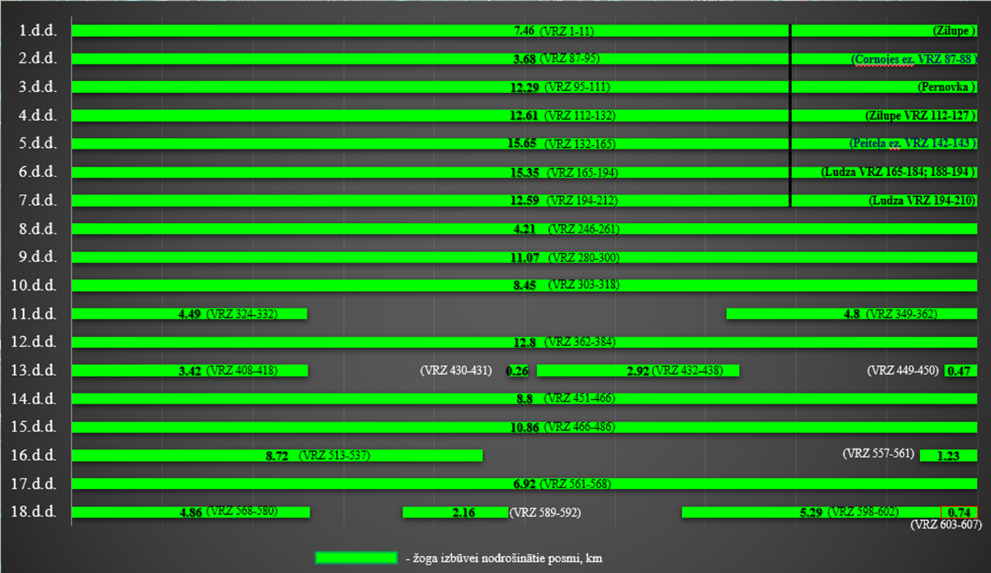 1.d.d. 7.46 (VRZ 1-11) (Zilupe )
2.d.d. 3.68 (VRZ 87-95) (Cornojes ez. VRZ 87-88 )
3.d.d. 12.29 (VRZ 95-111) (Pernovka )
4.d.d. 12.61 (VRZ 112-132) (Zilupe VRZ 112-127 )
5.d.d. 15.65 (VRZ 132-165) (Peiteļa ez. VRZ 142-143 )
6.d.d. 15.35 (VRZ 165-194) (Ludza VRZ 165-184; 188-194 )
7.d.d. 12.59 (VRZ 194-212) (Ludza VRZ 194-210)
8.d.d. 4.21 (VRZ 246-261)
9.d.d. 11.07 (VRZ 280-300)
10.d.d. 8.45 (VRZ 303-318)
11.d.d. 4.49 (VRZ 324-332) 4.8 (VRZ 349-362)
12.d.d. 12.8 (VRZ 362-384)
13.d.d. 3.42 (VRZ 408-418) (VRZ 430-431) 0.26 2.92 (VRZ 432-438) (VRZ 449-450) 0.47
14.d.d. 8.8 (VRZ 451-466)
15.d.d. 10.86 (VRZ 466-486)
16.d.d. 8.72 (VRZ 513-537) (VRZ 557-561) 1.23
17.d.d. 6.92 (VRZ 561-568)
18.d.d. 4.86 (VRZ 568-580) 2.16 (VRZ 589-592) 5.29 (VRZ 598-602) 0.74
(VRZ 603-607)
- žoga izbūvei nodrošinātie posmi, km